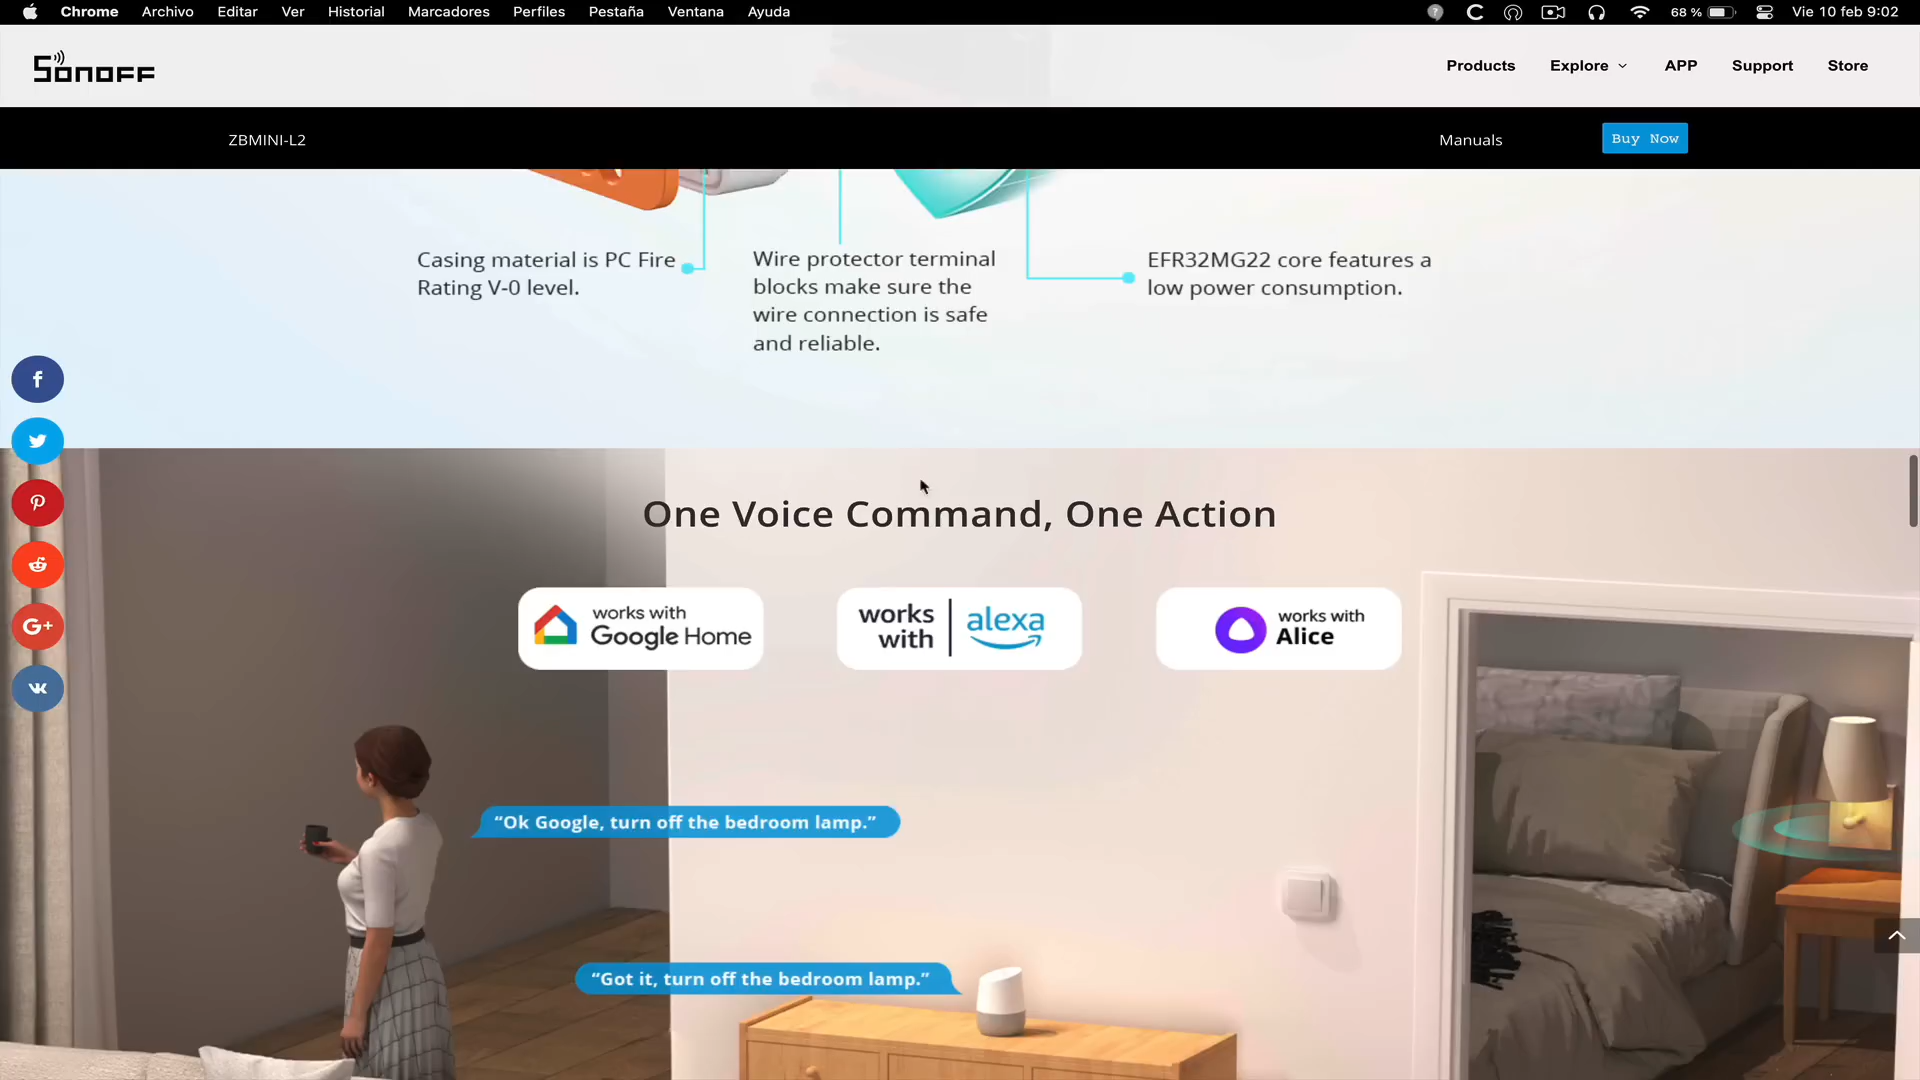 Chrome Archivo Editar Ver Historial Marcadores Perfiles Pestaña Ventana Ayuda 68 % Vie 10 feb 9:02
SONOFF
Products Explore APP Support Store
ZBMINI-L2 Manuals Buy Now
Casing material is PC Fire
Rating V-0 level.
Wire protector terminal
blocks make sure the
wire connection is safe
and reliable.
EFR32MG22 core features a
low power consumption.
One Voice Command, One Action
works with
Google Home
works
with
alexa
works with
Alice
“Ok Google, turn off the bedroom lamp.”
“Got it, turn off the bedroom lamp.”